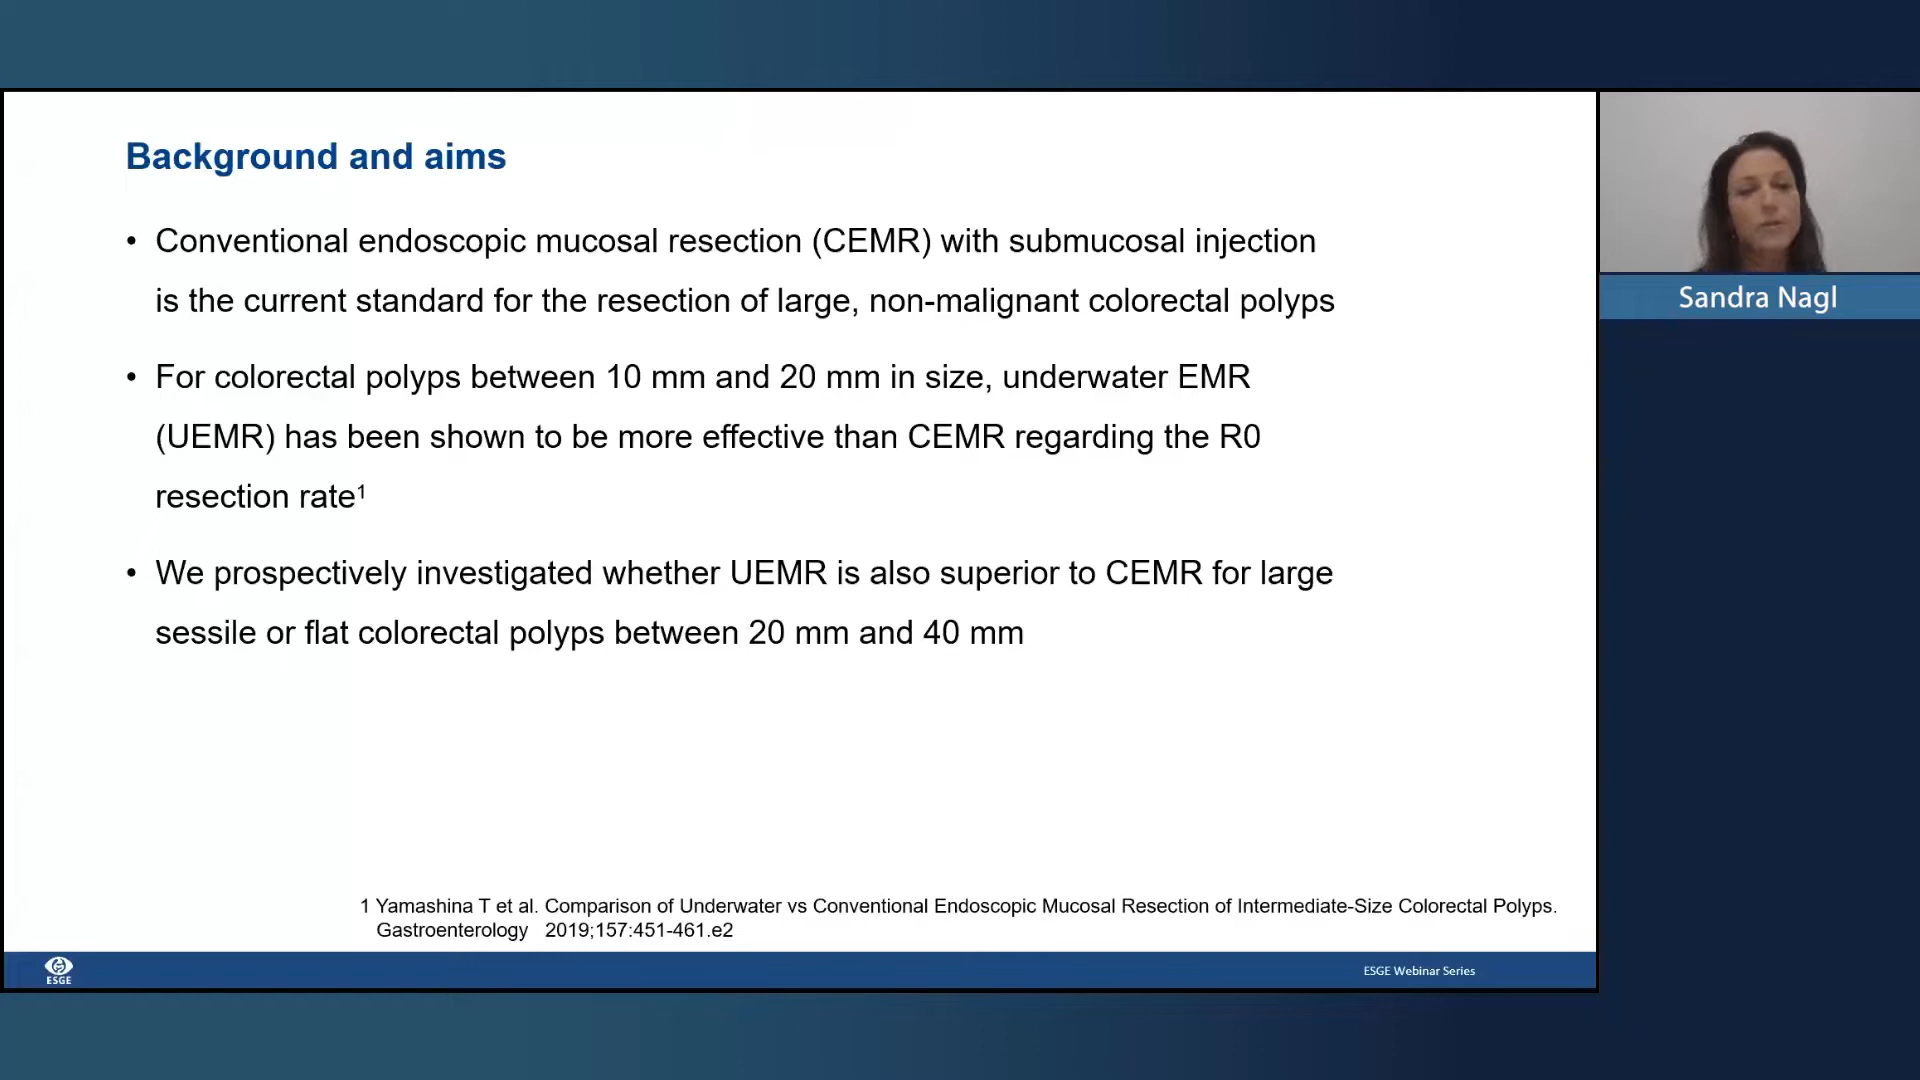 Background and aims
• Conventional endoscopic mucosal resection (CEMR) with submucosal injection
is the current standard for the resection of large, non-malignant colorectal polyps
• For colorectal polyps between 10 mm and 20 mm in size, underwater EMR
(UEMR) has been shown to be more effective than CEMR regarding the R0
resection rate¹
• We prospectively investigated whether UEMR is also superior to CEMR for large
sessile or flat colorectal polyps between 20 mm and 40 mm
1 Yamashina T et al. Comparison of Underwater vs Conventional Endoscopic Mucosal Resection of Intermediate-Size Colorectal Polyps.
Gastroenterology 2019;157:451-461.e2
ESGE
ESGE Webinar Series
Sandra Nagl